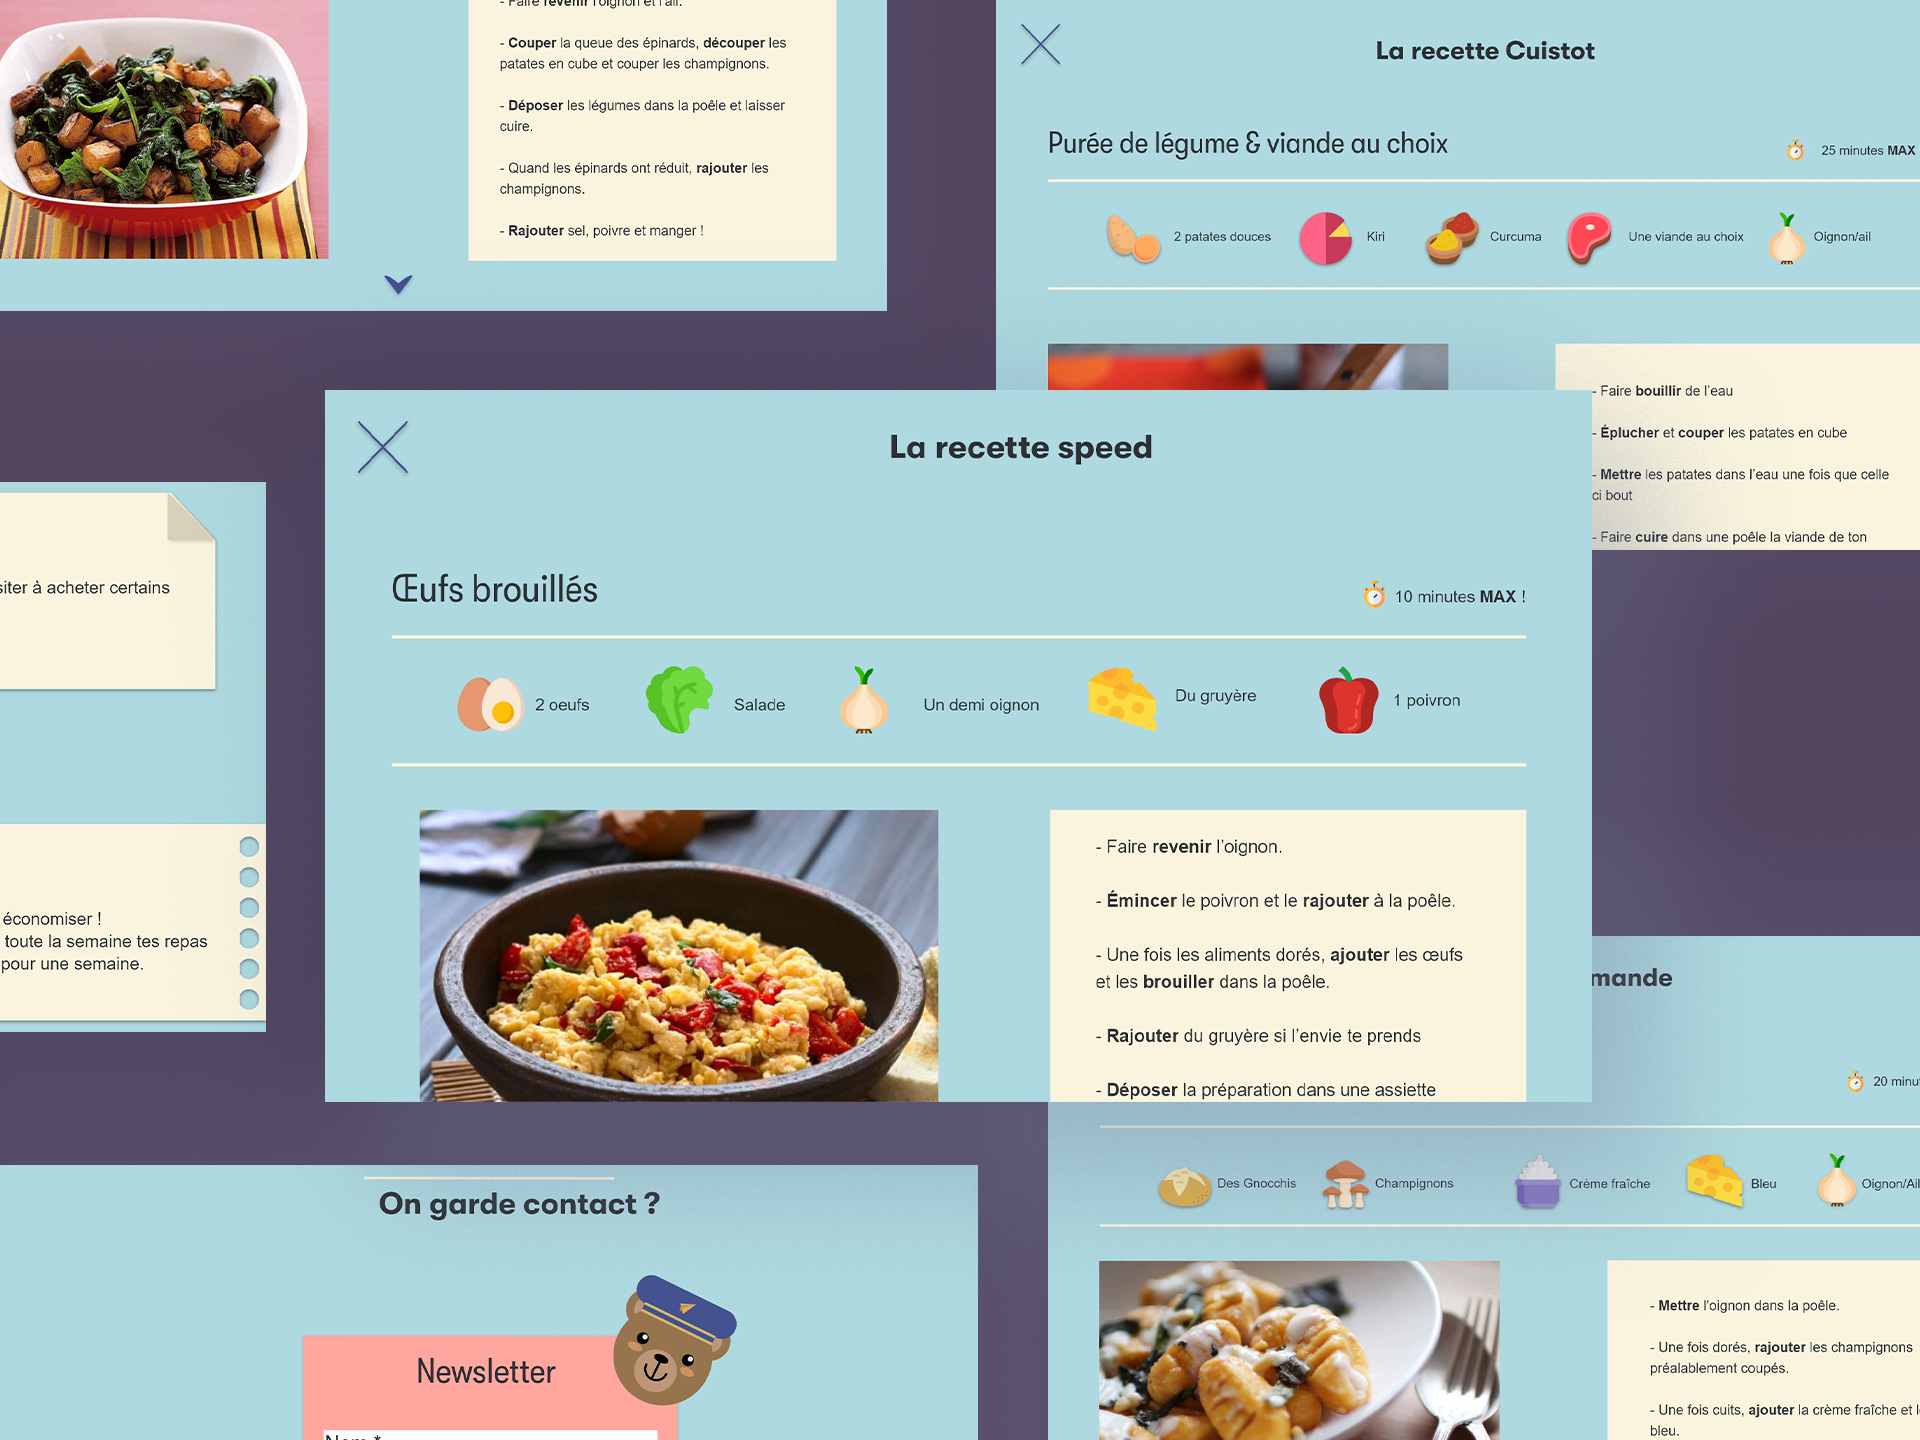 - Faire revenir l'oignon et l'ail.
- Couper la queue des épinards, découper les
patates en cube et couper les champignons.
- Déposer les légumes dans la poêle et laisser
cuire.
- Quand les épinards ont réduit, rajouter les
champignons.
- Rajouter sel, poivre et manger !
La recette Cuistot
Purée de légume & viande au choix
25 minutes MAX
2 patates douces
Kiri
Curcuma
Une viande au choix
Oignon/ail
- Faire bouillir de l'eau
- Éplucher et couper les patates en cube
- Mettre les patates dans l'eau une fois que celle
ci bout
- Faire cuire dans une poêle la viande de ton
siter à acheter certains
économiser !
toute la semaine tes repas
pour une semaine.
La recette speed
Œufs brouillés
10 minutes MAX !
2 oeufs
Salade
Un demi oignon
Du gruyère
1 poivron
- Faire revenir l'oignon.
- Émincer le poivron et le rajouter à la poêle.
- Une fois les aliments dorés, ajouter les œufs
et les brouiller dans la poêle.
- Rajouter du gruyère si l'envie te prends
- Déposer la préparation dans une assiette
mande
20 minu
Des Gnocchis
Champignons
Crème fraîche
Bleu
Oignon/Ail
- Mettre l'oignon dans la poêle.
- Une fois dorés, rajouter les champignons
préalablement coupés.
- Une fois cuits, ajouter la crème fraîche et l
bleu.
On garde contact ?
Newsletter
Nom *